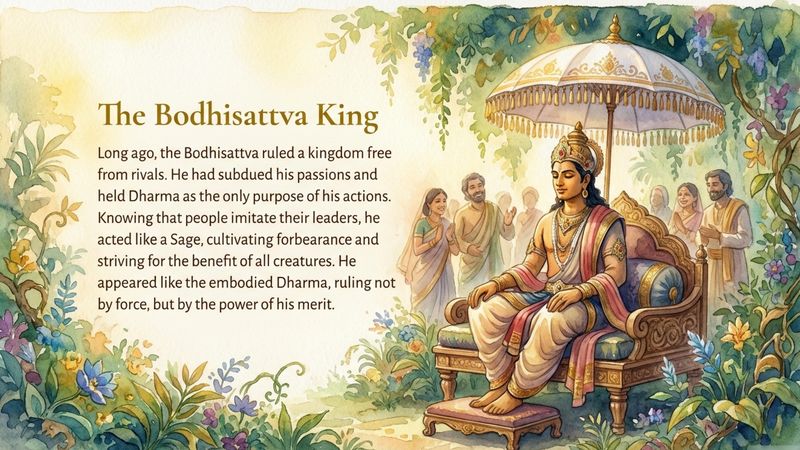 The Bodhisattva King
Long ago, the Bodhisattva ruled a kingdom free
from rivals. He had subdued his passions and
held Dharma as the only purpose of his actions.
Knowing that people imitate their leaders, he
acted like a Sage, cultivating forbearance and
striving for the benefit of all creatures. He
appeared like the embodied Dharma, ruling not
by force, but by the power of his merit.